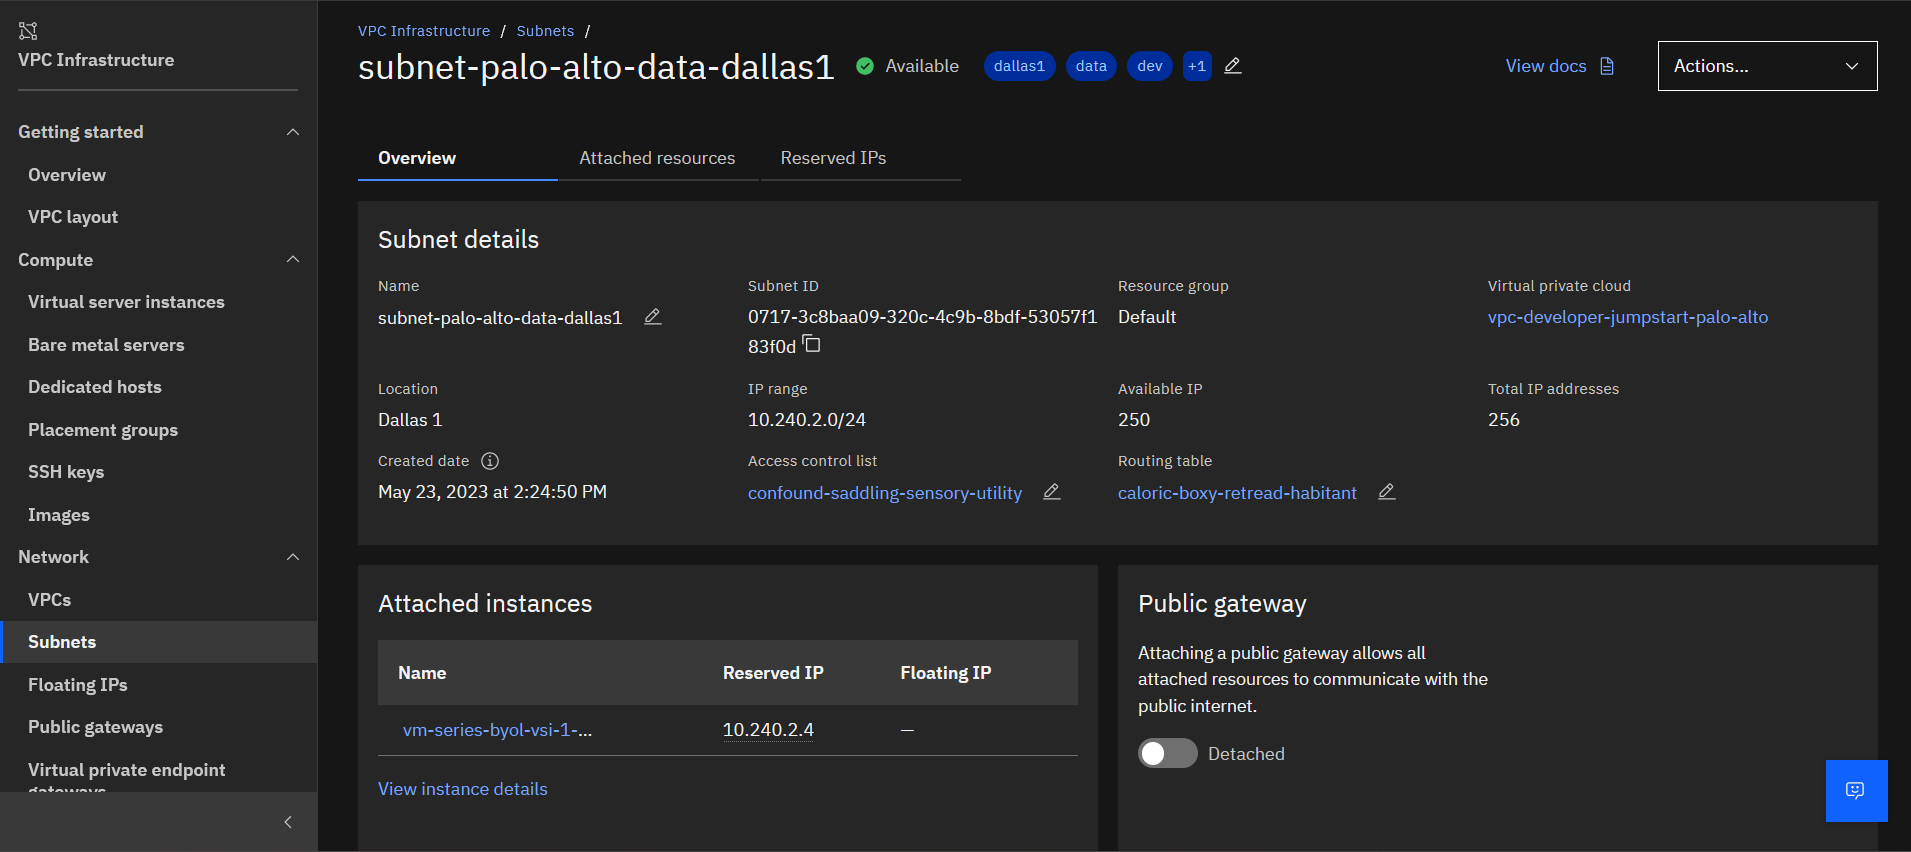 VPC Infrastructure
Getting started
Overview
VPC layout
Compute
Virtual server instances
Bare metal servers
Dedicated hosts
Placement groups
SSH keys
Images
Network
VPCs
Subnets
Floating IPs
Public gateways
Virtual private endpoint
gateways
VPC Infrastructure / Subnets /
subnet-palo-alto-data-dallas1 Available dallas1 data dev +1
View docs
Actions...
Overview Attached resources Reserved IPs
Subnet details
Name Subnet ID Resource group Virtual private cloud
subnet-palo-alto-data-dallas1 0717-3c8baa09-320c-4c9b-8bdf-53057f1 Default vpc-developer-jumpstart-palo-alto
83f0d
Location IP range Available IP Total IP addresses
Dallas 1 10.240.2.0/24 250 256
Created date Access control list Routing table
May 23, 2023 at 2:24:50 PM confound-saddling-sensory-utility caloric-boxy-retread-habitant
Attached instances
Name Reserved IP Floating IP
vm-series-byol-vsi-1-... 10.240.2.4 —
View instance details
Public gateway
Attaching a public gateway allows all
attached resources to communicate with the
public internet.
Detached